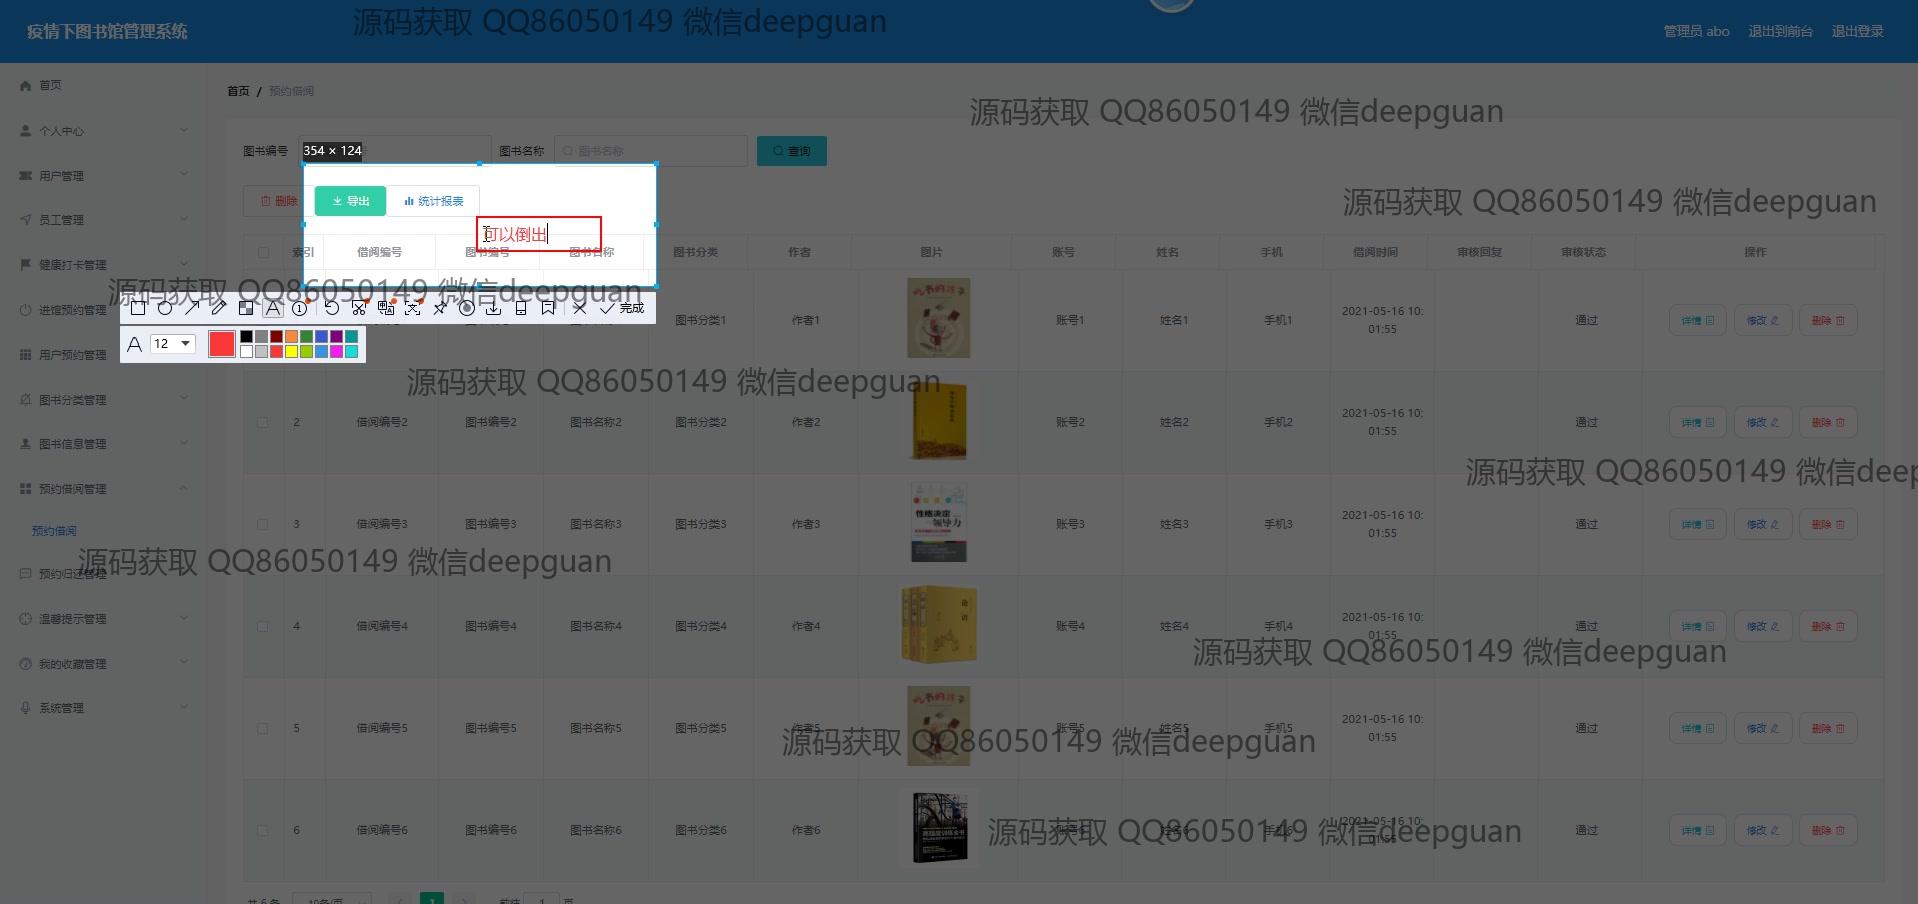 源码获取 QQ86050149 微信deepguan
疫情下图书馆管理系统
管理员 abo 退出到前台 退出登录
首页
首页 / 预约借阅
源码获取 QQ86050149 微信deepguan
个人中心
图书编号
354 × 124
图书名称 图书名称 查询
用户管理
删除 导出 统计报表
源码获取 QQ86050149 微信deepguan
员工管理
可以倒出
索引 借阅编号 图书编号 图书名称 图书分类 作者 图片 账号 姓名 手机 借阅时间 审核回复 审核状态 操作
健康打卡管理
源码获取 QQ86050149 微信deepguan
进馆预约管理
完成
图书分类1 作者1 账号1 姓名1 手机1 2021-05-16 10:01:55 通过 详情 修改 删除
12
用户预约管理
源码获取 QQ86050149 微信deepguan
图书分类管理
2 借阅编号2 图书编号2 图书名称2 图书分类2 作者2 账号2 姓名2 手机2 2021-05-16 10:01:55 通过 详情 修改 删除
图书信息管理
源码获取 QQ86050149 微信deep
预约借阅管理
3 借阅编号3 图书编号3 图书名称3 图书分类3 作者3 性格决定领导力 账号3 姓名3 手机3 2021-05-16 10:01:55 通过 详情 修改 删除
预约借阅
源码获取 QQ86050149 微信deepguan
预约归还管理
温馨提示管理
4 借阅编号4 图书编号4 图书名称4 图书分类4 作者4 论语 账号4 姓名4 手机4 2021-05-16 10:01:55 通过 详情 修改 删除
源码获取 QQ86050149 微信deepguan
我的收藏管理
系统管理
5 借阅编号5 图书编号5 图书名称5 图书分类5 作者5 账号5 姓名5 手机5 2021-05-16 10:01:55 通过 详情 修改 删除
源码获取 QQ86050149 微信deepguan
6 借阅编号6 图书编号6 图书名称6 图书分类6 作者6 账号6 姓名6 手机6 2021-05-16 10:01:55 通过 详情 修改 删除
源码获取 QQ86050149 微信deepguan
共 6 条 10条/页 1 前往 1 页